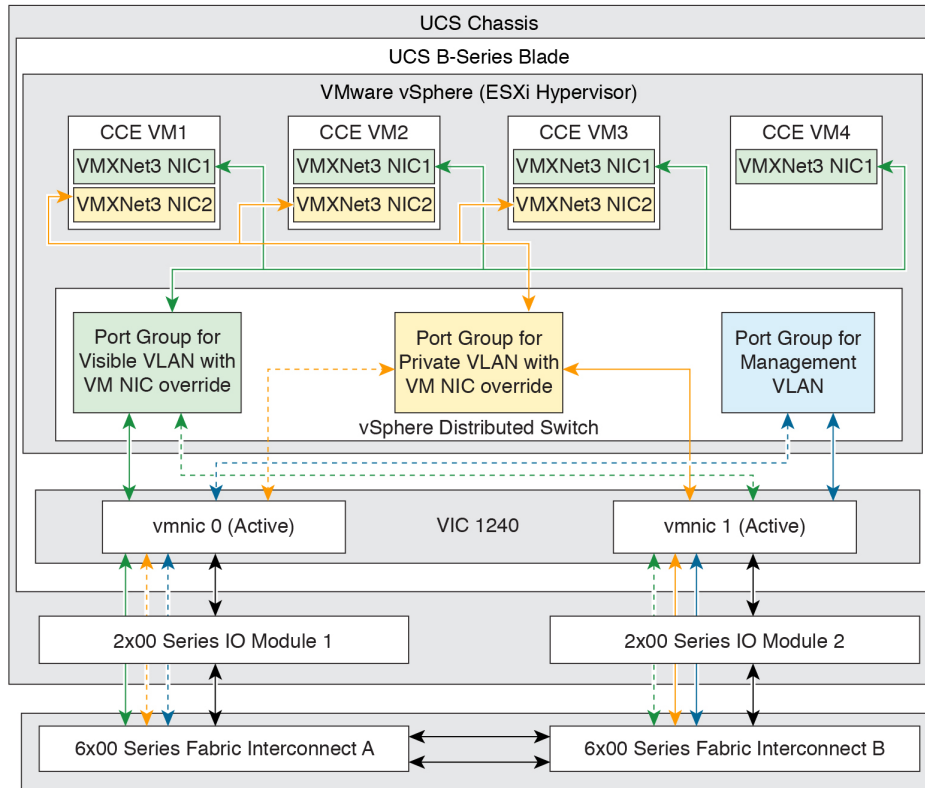 UCS Chassis
UCS B-Series Blade
VMware vSphere (ESXi Hypervisor)
CCE VM1
VMXNet3 NIC1
VMXNet3 NIC2
CCE VM2
VMXNet3 NIC1
VMXNet3 NIC2
CCE VM3
VMXNet3 NIC1
VMXNet3 NIC2
CCE VM4
VMXNet3 NIC1
Port Group for
Visible VLAN with
VM NIC override
Port Group for
Private VLAN with
VM NIC override
Port Group for
Management
VLAN
vSphere Distributed Switch
vmnic 0 (Active)
VIC 1240
vmnic 1 (Active)
2x00 Series IO Module 1
2x00 Series IO Module 2
6x00 Series Fabric Interconnect A
6x00 Series Fabric Interconnect B